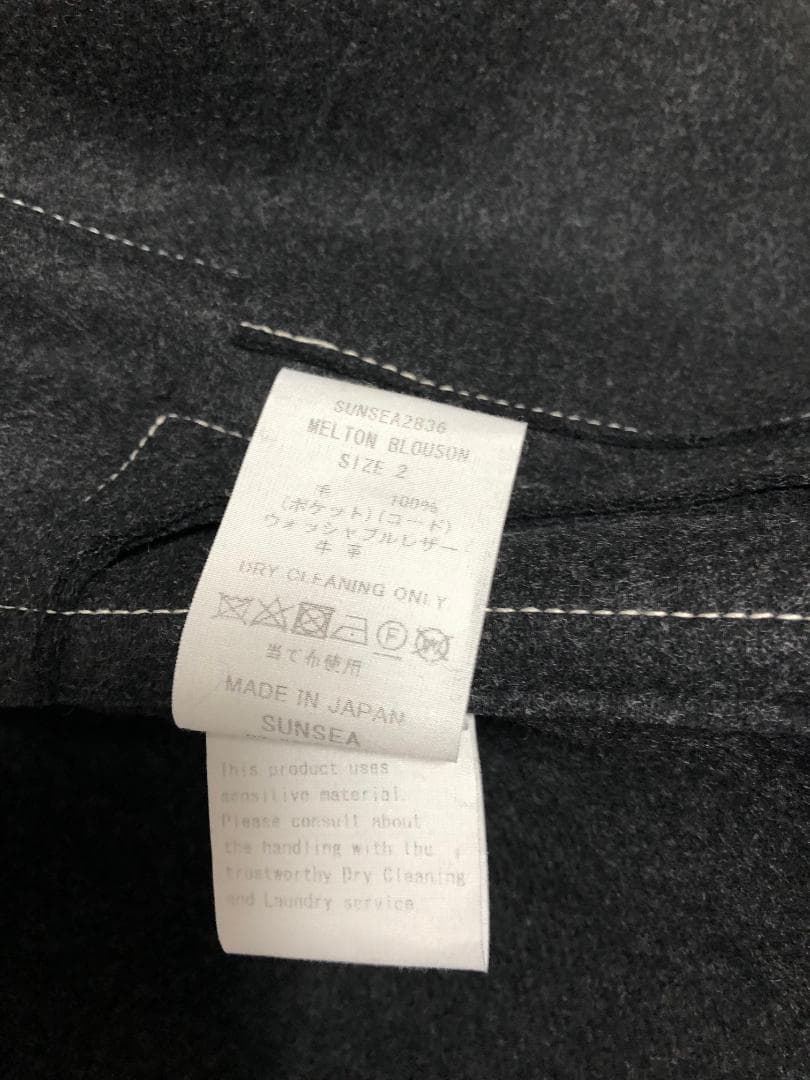 SUNSEA2836
MELTON BLOUSON
SIZE 2
毛 100%
(ポケット)(コード)
ウォッシャブルレザー
牛革
DRY CLEANING ONLY
F W
当て布使用
MADE IN JAPAN
SUNSEA
This product uses
sensitive material.
Please consult about
the handling with the
trustworthy Dry Cleaning
and Laundry service.